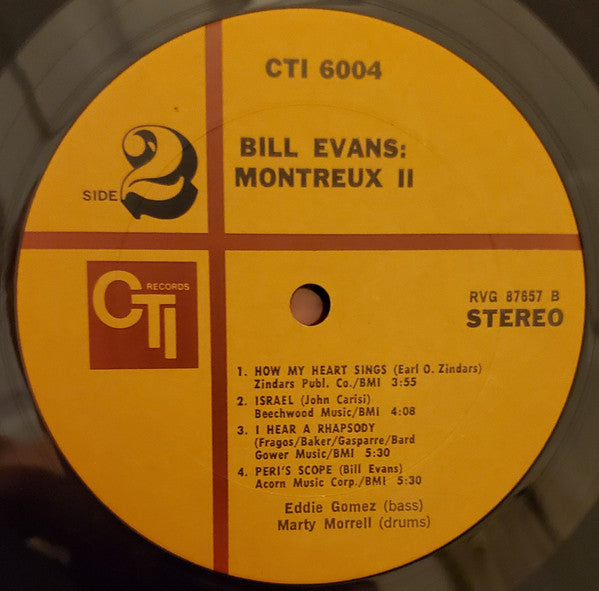 CTI 6004
BILL EVANS:
MONTREUX II
SIDE 2
CTI RECORDS
RVG 87657 B
STEREO
1. HOW MY HEART SINGS (Earl O. Zindars)
Zindars Publ. Co./BMI 3:55
2. ISRAEL (John Carisi)
Beechwood Music/BMI 4:08
3. I HEAR A RHAPSODY
(Fragos/Baker/Gasparre/Bard
Gower Music/BMI 5:30
4. PERI'S SCOPE (Bill Evans)
Acorn Music Corp./BMI 5:30
Eddie Gomez (bass)
Marty Morrell (drums)